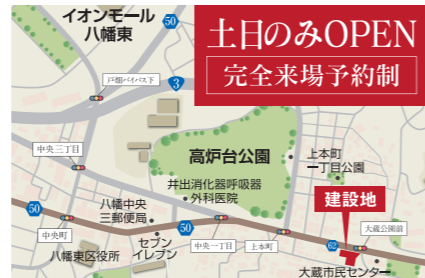 イオンモール
八幡東
50
土日のみOPEN
完全来場予約制
戸畑バイパス下
3
中央三丁目
高炉台公園
上本町
一丁目公園
井出消化器呼吸器
外科医院
八幡中央
三郵便局
建設地
50
50
62
大蔵公園前
中央町
セブン
イレブン
中央一丁目
上本町
八幡東区役所
大蔵市民センター